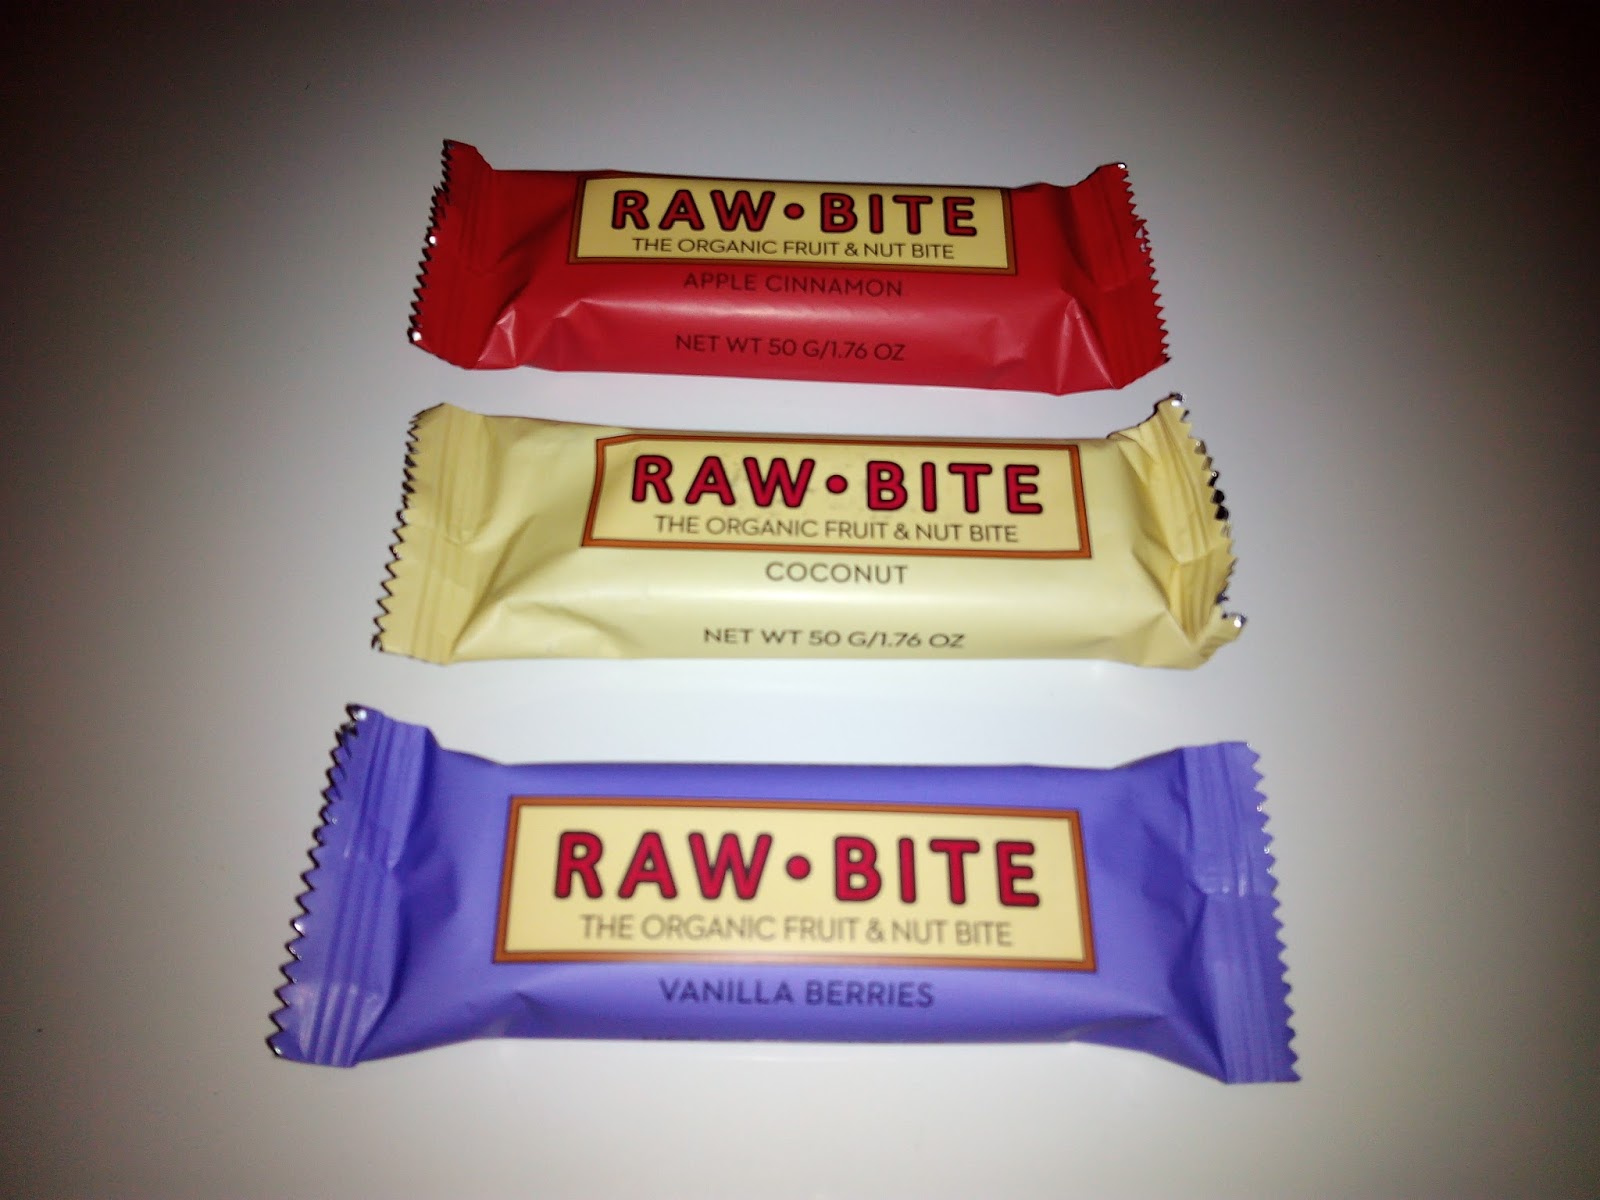 RAW•BITE
THE ORGANIC FRUIT & NUT BITE
APPLE CINNAMON
NET WT 50 G/1.76 OZ
RAW•BITE
THE ORGANIC FRUIT & NUT BITE
COCONUT
NET WT 50 G/1.76 OZ
RAW•BITE
THE ORGANIC FRUIT & NUT BITE
VANILLA BERRIES